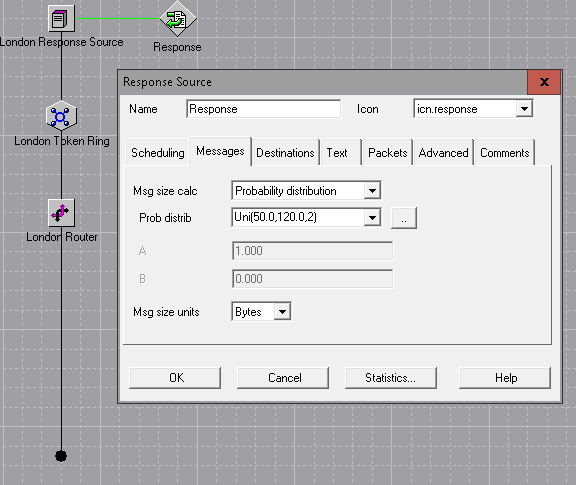 London Response Source
Response
London Token Ring
London Router
Response Source
x
Name Response Icon icn.response
Scheduling Messages Destinations Text Packets Advanced Comments
Msg size calc Probability distribution
Prob distrib Uni(50.0,120.0,2) ..
A 1.000
B 0.000
Msg size units Bytes
OK Cancel Statistics... Help